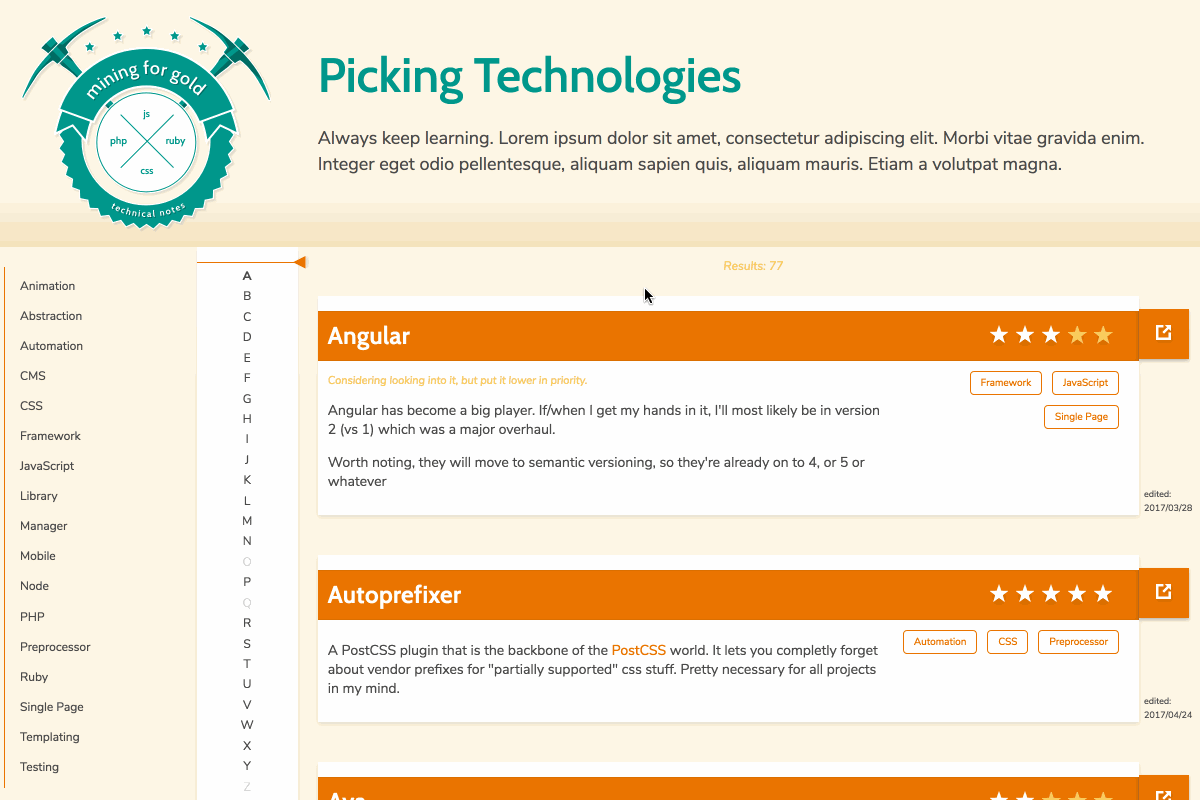 mining for gold
js
php
ruby
css
technical notes
Picking Technologies
Always keep learning. Lorem ipsum dolor sit amet, consectetur adipiscing elit. Morbi vitae gravida enim.
Integer eget odio pellentesque, aliquam sapien quis, aliquam mauris. Etiam a volutpat magna.
Animation
Abstraction
Automation
CMS
CSS
Framework
JavaScript
Library
Manager
Mobile
Node
PHP
Preprocessor
Ruby
Single Page
Templating
Testing
A
B
C
D
E
F
G
H
I
J
K
L
M
N
O
P
Q
R
S
T
U
V
W
X
Y
Z
Results: 77
Angular
Considering looking into it, but put it lower in priority.
Framework
JavaScript
Single Page
Angular has become a big player. If/when I get my hands in it, I'll most likely be in version
2 (vs 1) which was a major overhaul.
Worth noting, they will move to semantic versioning, so they're already on to 4, or 5 or
whatever
edited:
2017/03/28
Autoprefixer
Automation
CSS
Preprocessor
A PostCSS plugin that is the backbone of the PostCSS world. It lets you completly forget
about vendor prefixes for "partially supported" css stuff. Pretty necessary for all projects
in my mind.
edited:
2017/04/24
Ava